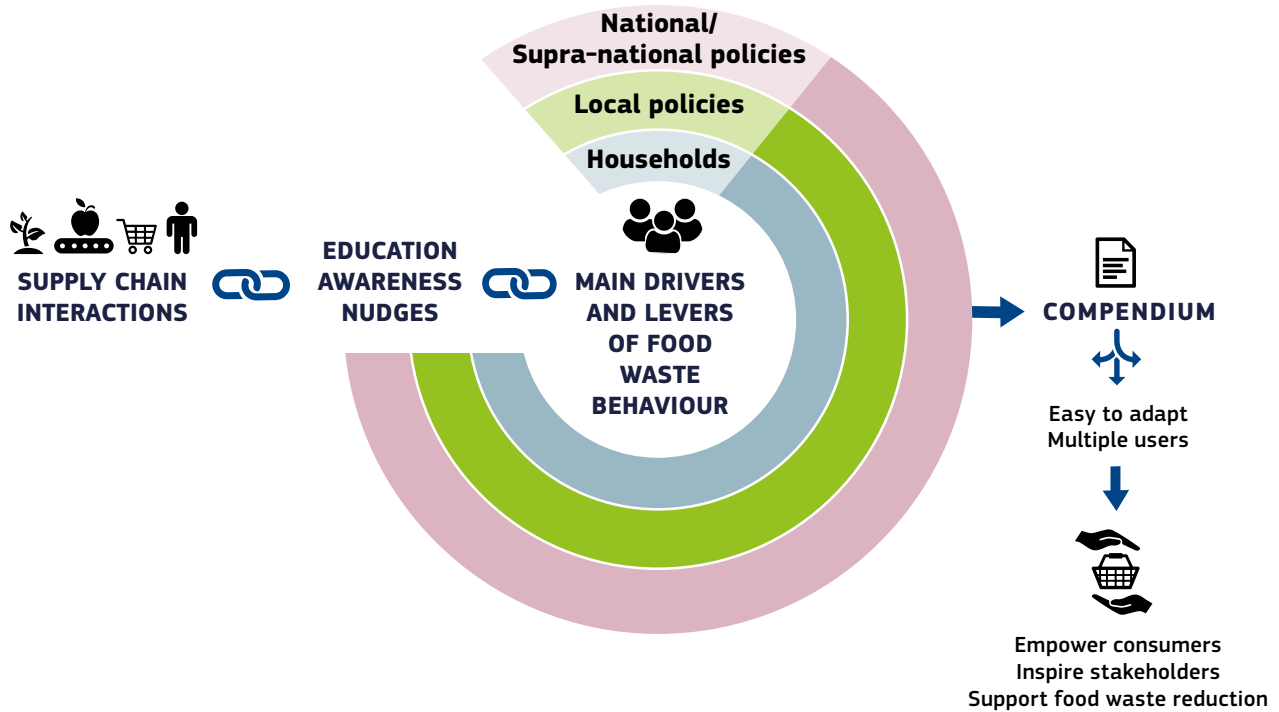 National/
Supra-national policies
Local policies
Households
SUPPLY CHAIN
INTERACTIONS
EDUCATION
AWARENESS
NUDGES
MAIN DRIVERS
AND LEVERS
OF FOOD
WASTE
BEHAVIOUR
COMPENDIUM
Easy to adapt
Multiple users
Empower consumers
Inspire stakeholders
Support food waste reduction